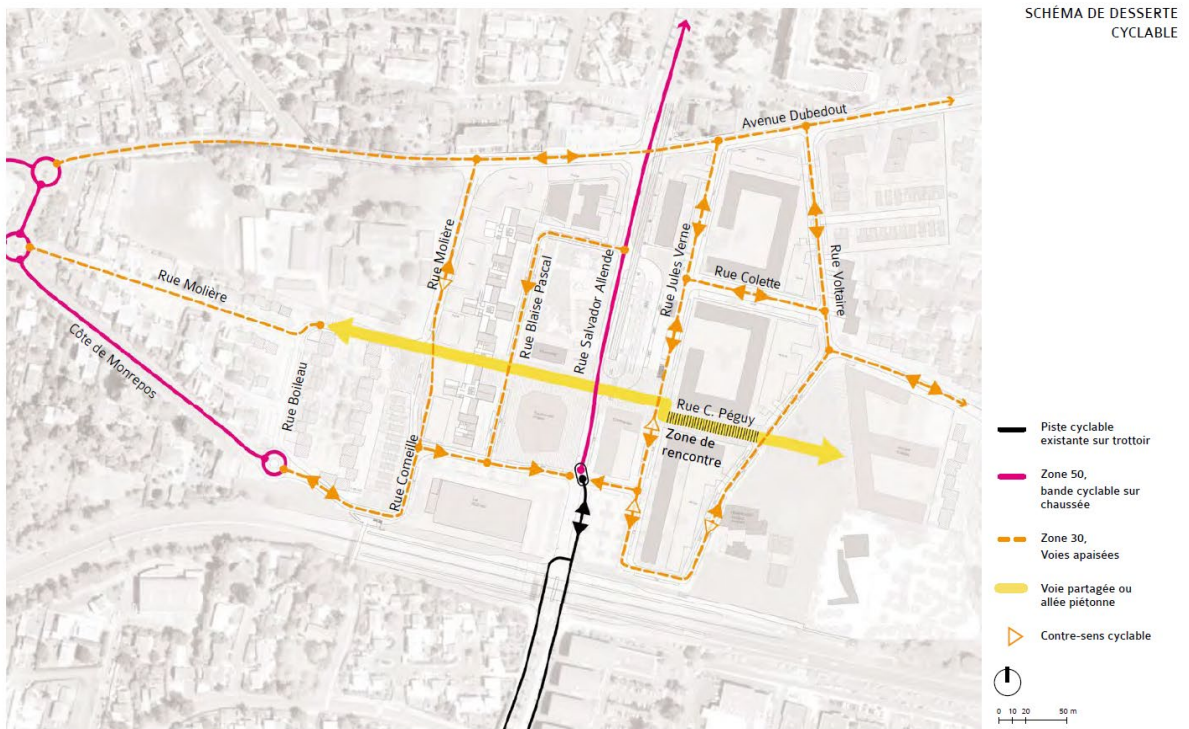 SCHÉMA DE DESSERTE
CYCLABLE
Avenue Dubedout
Rue Molière
Rue Jules Verne
Rue Colette
Rue Voltaire
Rue Blaise Pascal
Rue Salvador Allende
Rue Molière
Côte de Monrepos
Rue Boileau
Rue Corneille
Rue C. Péguy
Zone de
rencontre
Piste cyclable
existante sur trottoir
Zone 50,
bande cyclable sur
chaussée
Zone 30,
Voies apaisées
Voie partagée ou
allée piétonne
Contre-sens cyclable
0 10 20 50 m